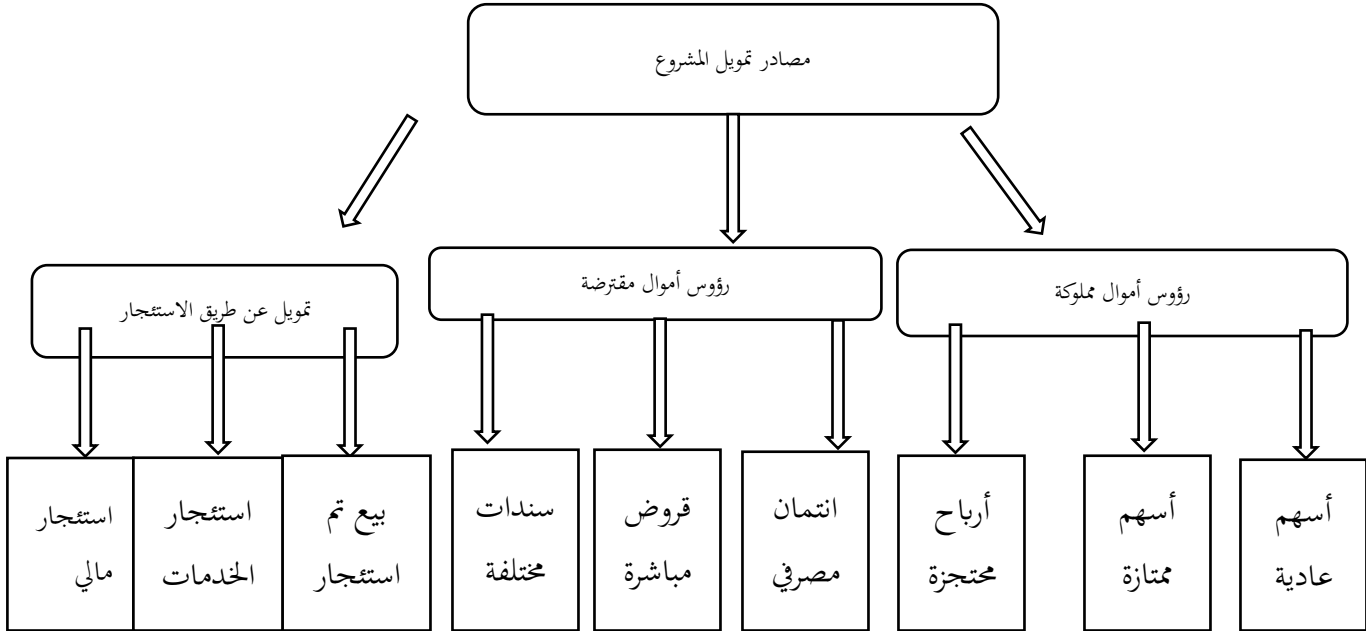 مصادر تمويل المشروع
رؤوس أموال مملوكة
رؤوس أموال مقترضة
تمويل عن طريق الاستئجار
أسهم
عادية
أسهم
ممتازة
أرباح
محتجزة
انتمان
مصرفي
قروض
مباشرة
سندات
مختلفة
بيع تم
استئجار
استئجار
الخدمات
استئجار
مالي